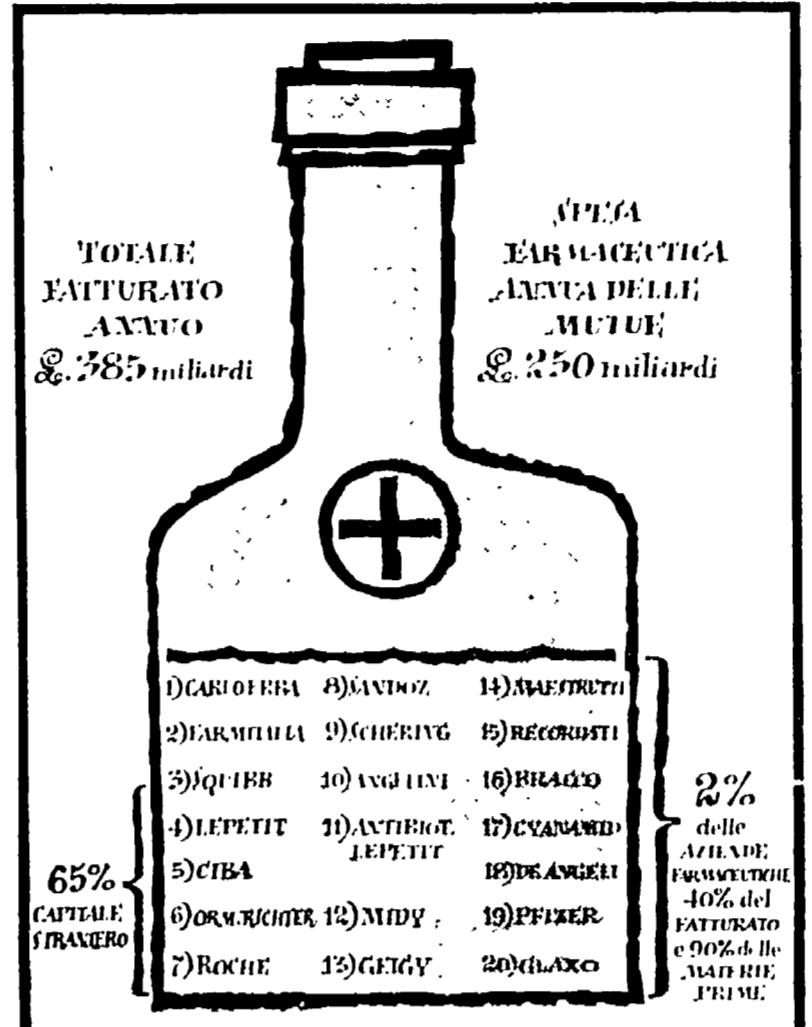 TOTALE
FATTURATO
ANNUO
£.385 miliardi
SPESA
FARMACEUTICA
ANNUA DELLE
MUTUE
£.250 miliardi
1) CARLO ERBA
2) FARMITALIA
3) SQUIBB
4) LEPETIT
5) CIBA
6) ORM. RICHTER
7) ROCHE
8) SANDOZ
9) SCHERING
10) ANGELINI
11) ANTIBIOT.
LEPETIT
12) MIDY
13) GEIGY
14) MAESTRETTI
15) RECORDATI
16) BRACCO
17) CYANAMID
18) DE ANGELI
19) PFIZER
20) GLAXO
65%
CAPITALE
STRANIERO
2%
delle
AZIENDE
FARMACEUTICHE
40% del
FATTURATO
e 90% delle
MATERIE
PRIME